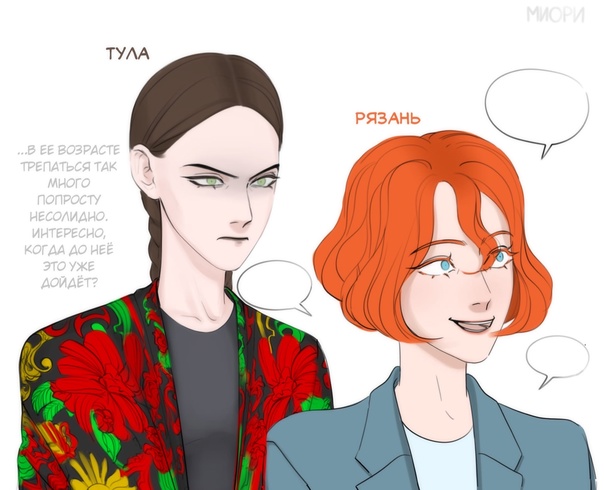 МИОРИ
ТУЛА
РЯЗАНЬ
...В ЕЕ ВОЗРАСТЕ
ТРЕПАТЬСЯ ТАК
МНОГО
ПОПРОСТУ
НЕСОЛИДНО.
ИНТЕРЕСНО,
КОГДА ДО НЕЁ
ЭТО УЖЕ
ДОЙДЁТ?